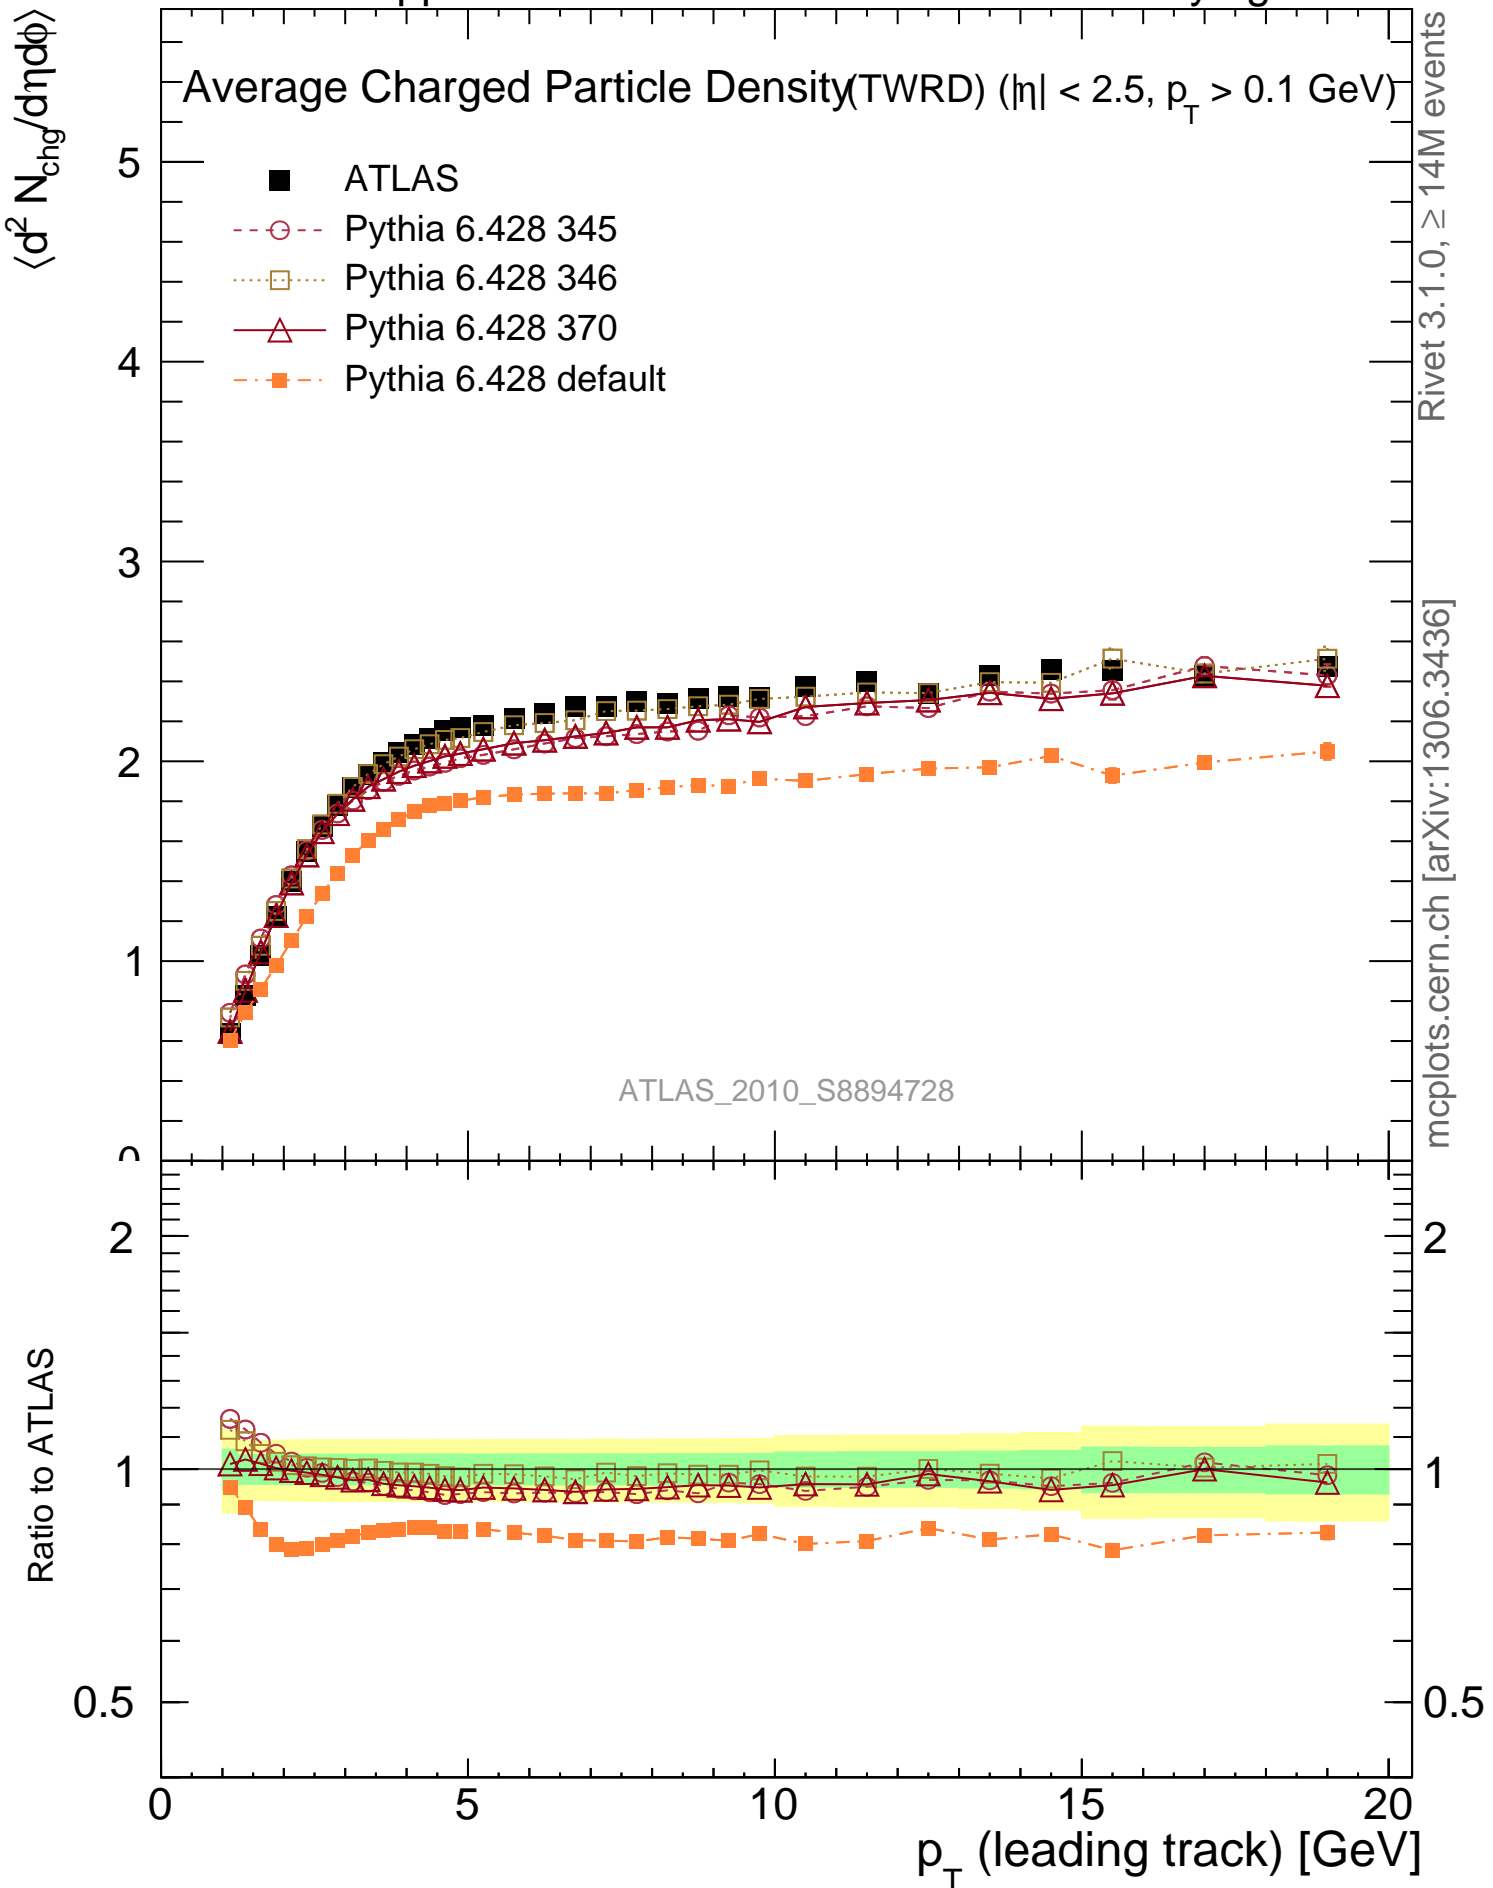 ⟨d² N_chg/dηdϕ⟩
Average Charged Particle Density (TWRD) (|η| < 2.5, p_T > 0.1 GeV)
ATLAS
Pythia 6.428 345
Pythia 6.428 346
Pythia 6.428 370
Pythia 6.428 default
5
4
3
2
1
0
ATLAS_2010_S8894728
Rivet 3.1.0, ≥ 14M events
mcplots.cern.ch [arXiv:1306.3436]
Ratio to ATLAS
2
1
0.5
2
1
0.5
0 5 10 15 20
p_T (leading track) [GeV]